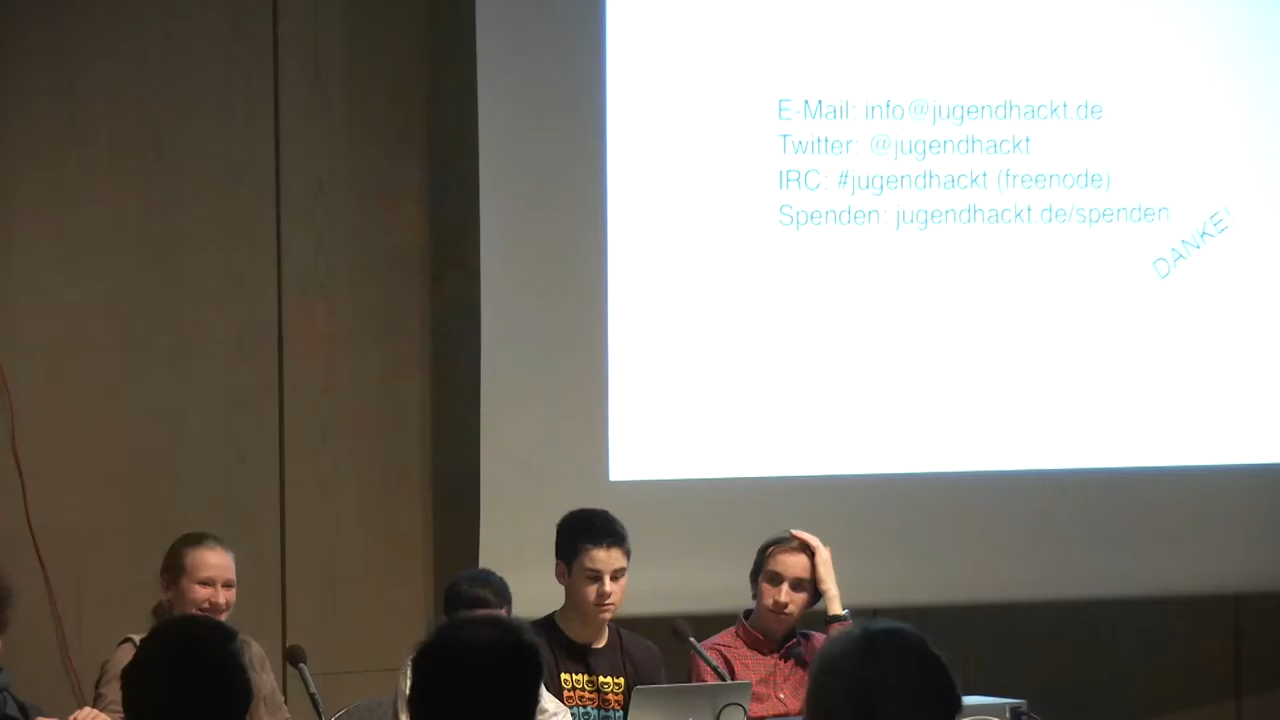 E-Mail: info@jugendhackt.de
Twitter: @jugendhackt
IRC: #jugendhackt (freenode)
Spenden: jugendhackt.de/spenden
DANKE!